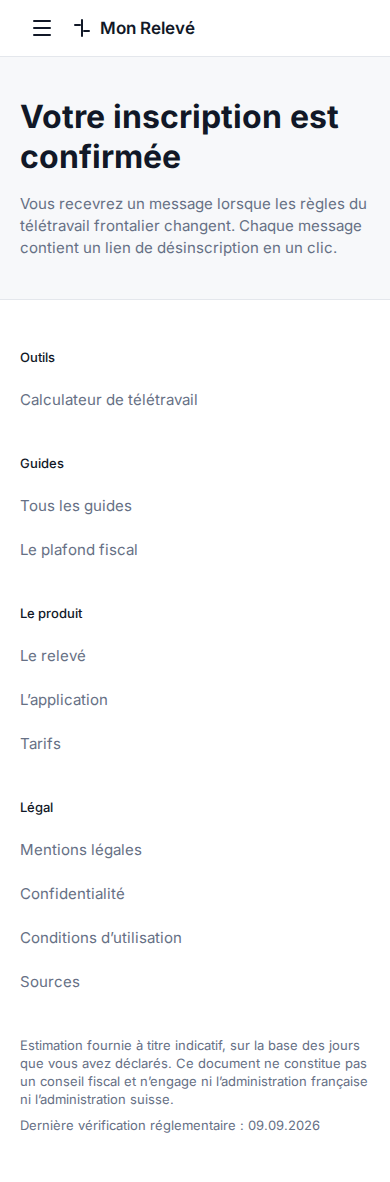 Mon Relevé
Votre inscription est
confirmée
Vous recevrez un message lorsque les règles du
télétravail frontalier changent. Chaque message
contient un lien de désinscription en un clic.
Outils
Calculateur de télétravail
Guides
Tous les guides
Le plafond fiscal
Le produit
Le relevé
L’application
Tarifs
Légal
Mentions légales
Confidentialité
Conditions d’utilisation
Sources
Estimation fournie à titre indicatif, sur la base des jours
que vous avez déclarés. Ce document ne constitue pas
un conseil fiscal et n’engage ni l’administration française
ni l’administration suisse.
Dernière vérification réglementaire : 09.09.2026